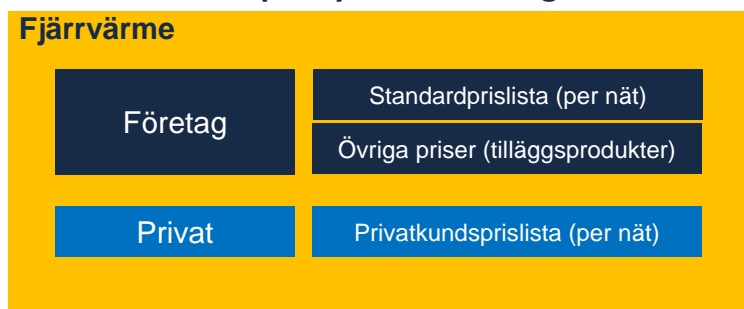 Fjärrvärme
Företag
Standardprislista (per nät)
Övriga priser (tilläggsprodukter)
Privat
Privatkundsprislista (per nät)